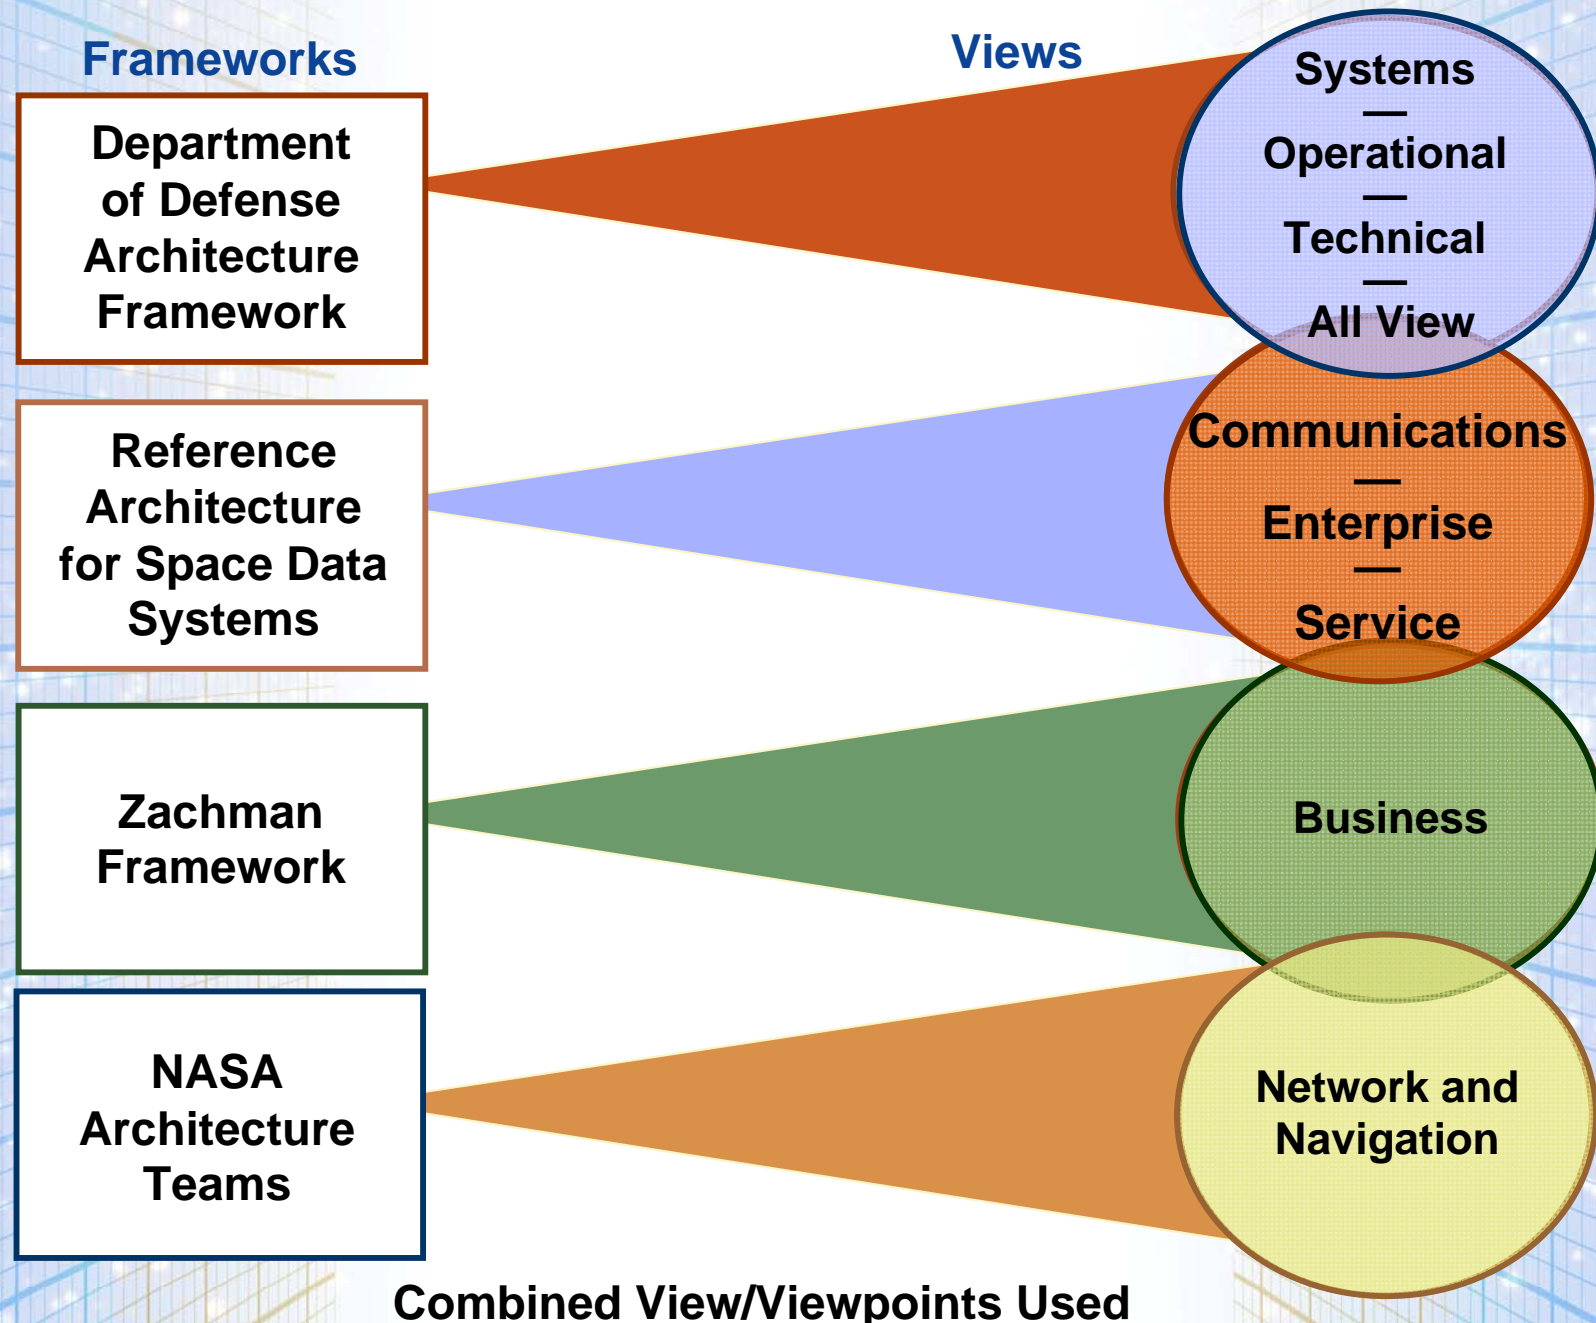 Frameworks
Views
Department
of Defense
Architecture
Framework
Systems
—
Operational
—
Technical
—
All View
Reference
Architecture
for Space Data
Systems
Communications
—
Enterprise
—
Service
Zachman
Framework
Business
NASA
Architecture
Teams
Network and
Navigation
Combined View/Viewpoints Used